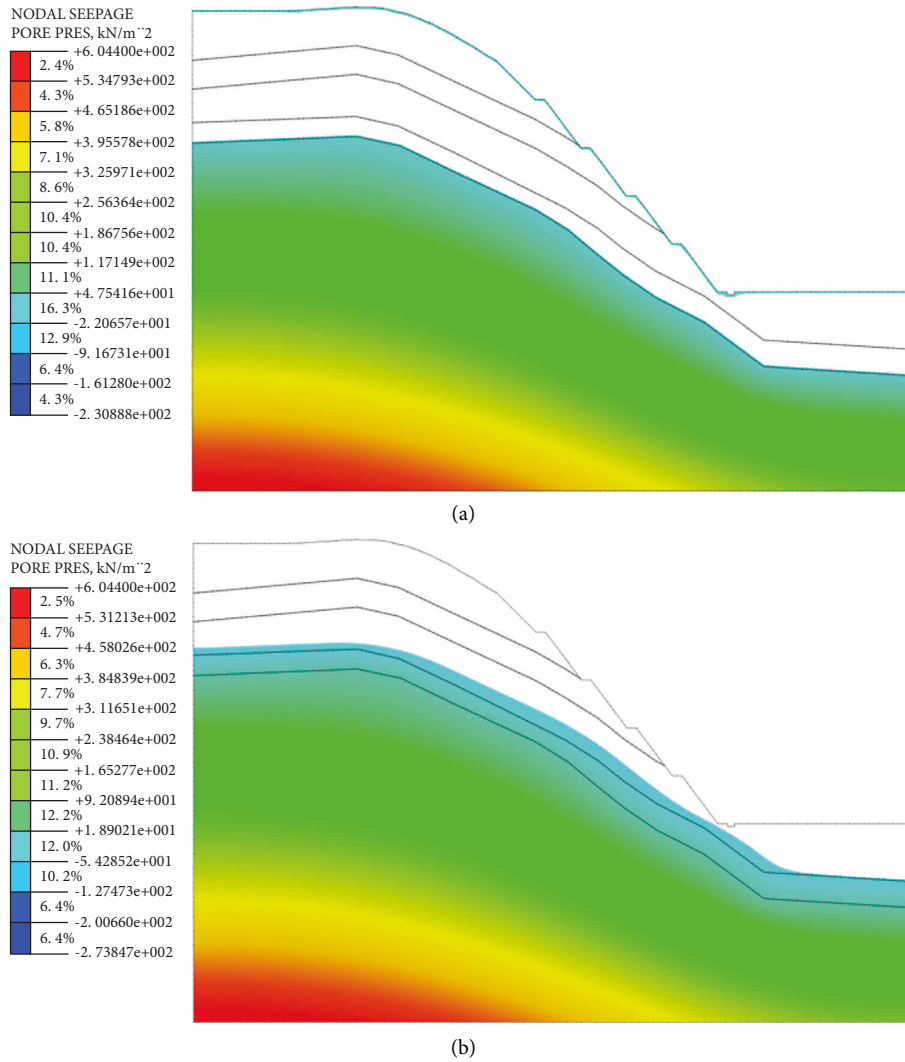 NODAL SEEPAGE
PORE PRES, kN/m¨2
+6. 04400e+002
2. 4%
+5. 34793e+002
4. 3%
+4. 65186e+002
5. 8%
+3. 95578e+002
7. 1%
+3. 25971e+002
8. 6%
+2. 56364e+002
10. 4%
+1. 86756e+002
10. 4%
+1. 17149e+002
11. 1%
+4. 75416e+001
16. 3%
-2. 20657e+001
12. 9%
-9. 16731e+001
6. 4%
-1. 61280e+002
4. 3%
-2. 30888e+002
(a)
NODAL SEEPAGE
PORE PRES, kN/m¨2
+6. 04400e+002
2. 5%
+5. 31213e+002
4. 7%
+4. 58026e+002
6. 3%
+3. 84839e+002
7. 7%
+3. 11651e+002
9. 7%
+2. 38464e+002
10. 9%
+1. 65277e+002
11. 2%
+9. 20894e+001
12. 2%
+1. 89021e+001
12. 0%
-5. 42852e+001
10. 2%
-1. 27473e+002
6. 4%
-2. 00660e+002
6. 4%
-2. 73847e+002
(b)